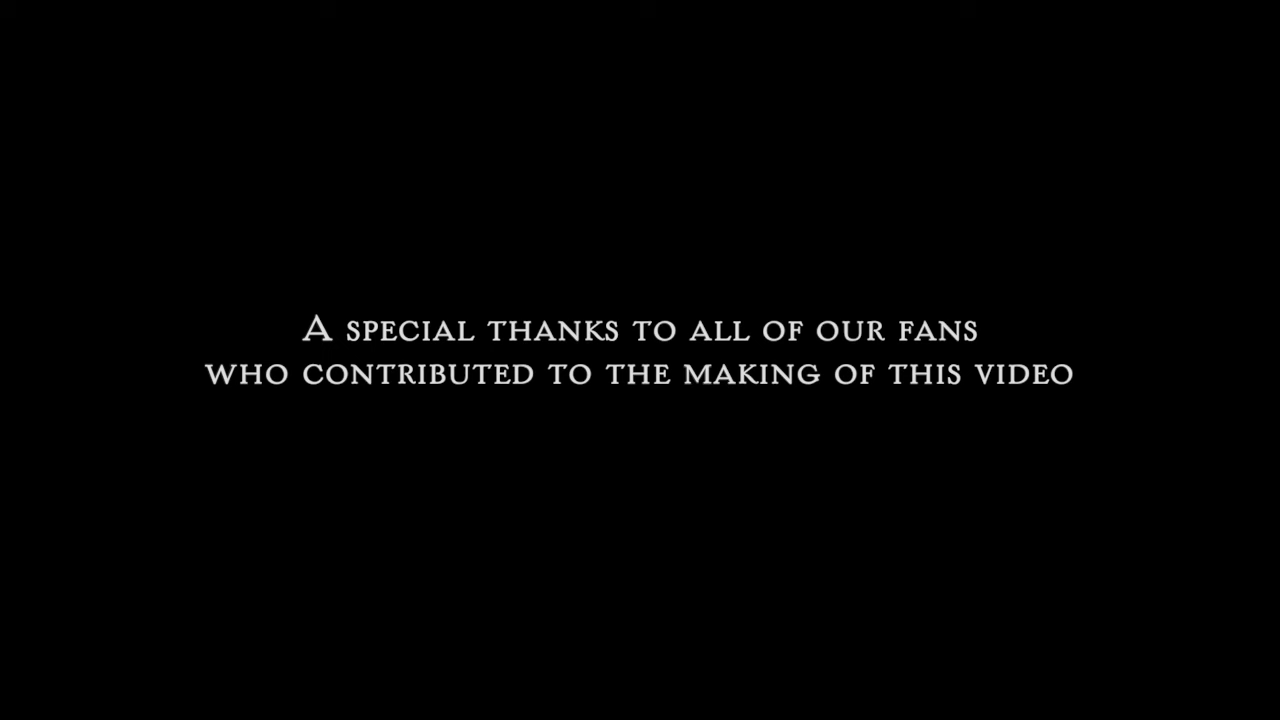 A SPECIAL THANKS TO ALL OF OUR FANS
WHO CONTRIBUTED TO THE MAKING OF THIS VIDEO